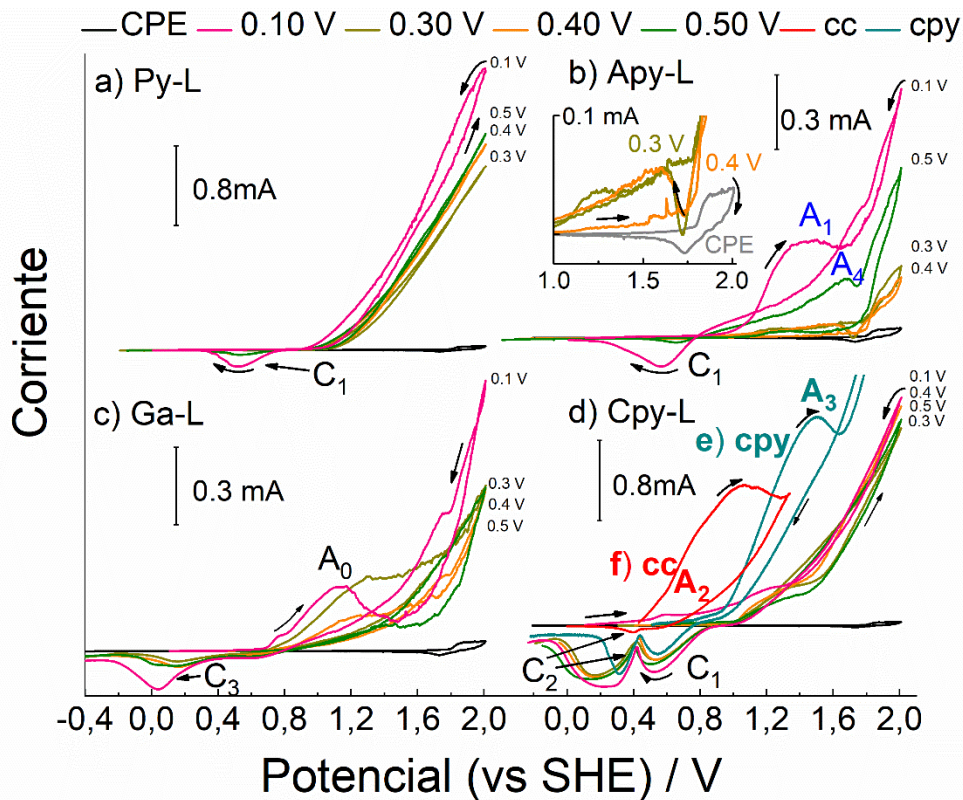 CPE 0.10 V 0.30 V 0.40 V 0.50 V cc cpy
a) Py-L
0.1 V
0.5 V
0.4 V
0.3 V
0.8mA
C1
b) Apy-L
0.1 V
0.3 mA
0.5 V
0.3 V
0.4 V
A1
A4
C1
0.1 mA
0.3 V
0.4 V
CPE
1.0 1.5 2.0
c) Ga-L
0.1 V
0.3 mA
0.3 V
0.4 V
0.5 V
A0
C3
d) Cpy-L
0.1 V
0.4 V
0.5 V
0.3 V
A3
e) cpy
0.8mA
f) cc
A2
C2
C1
-0,4 0,0 0,4 0,8 1,2 1,6 2,0
0,0 0,4 0,8 1,2 1,6 2,0
Corriente
Potencial (vs SHE) / V